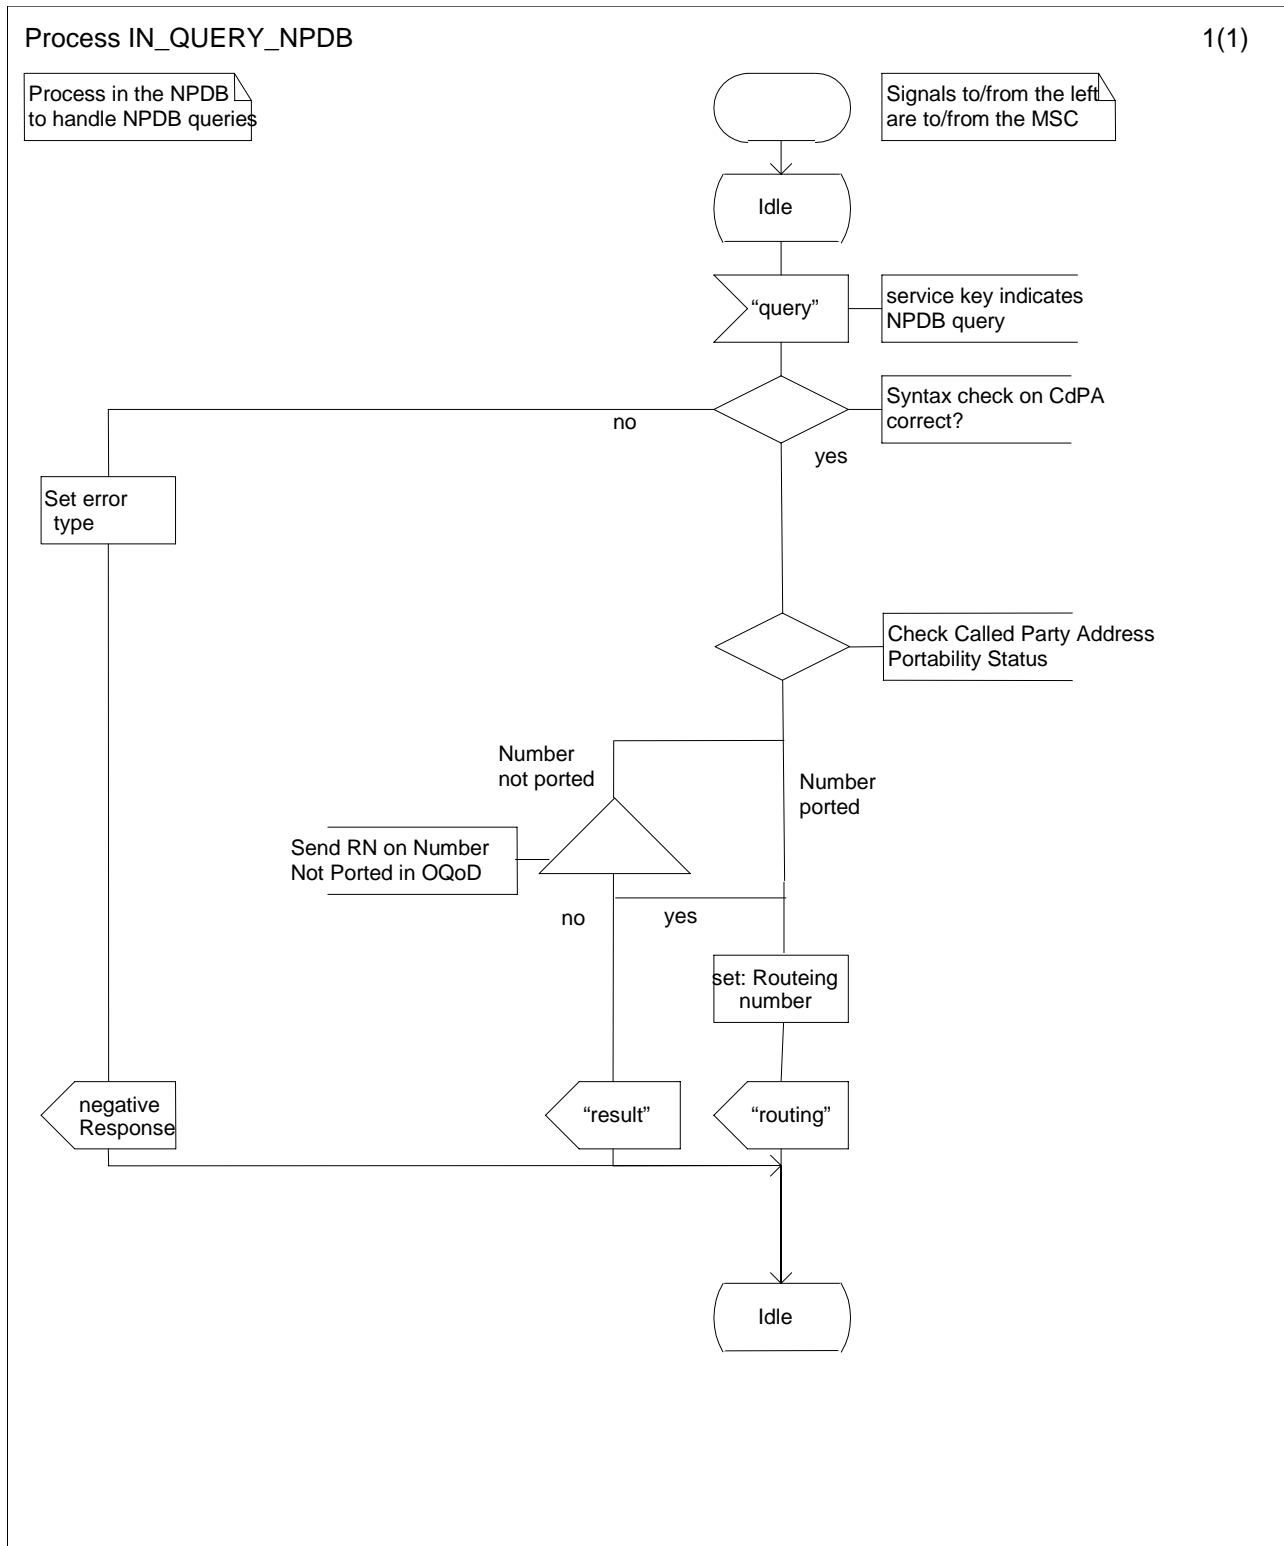 Process IN_QUERY_NPDB
1(1)
Process in the NPDB
to handle NPDB queries
Signals to/from the left
are to/from the MSC
Idle
“query”
service key indicates
NPDB query
Syntax check on CdPA
correct?
no
yes
Set error
type
Check Called Party Address
Portability Status
Number
not ported
Number
ported
Send RN on Number
Not Ported in OQoD
no
yes
set: Routeing
number
negative
Response
“result”
“routing”
Idle